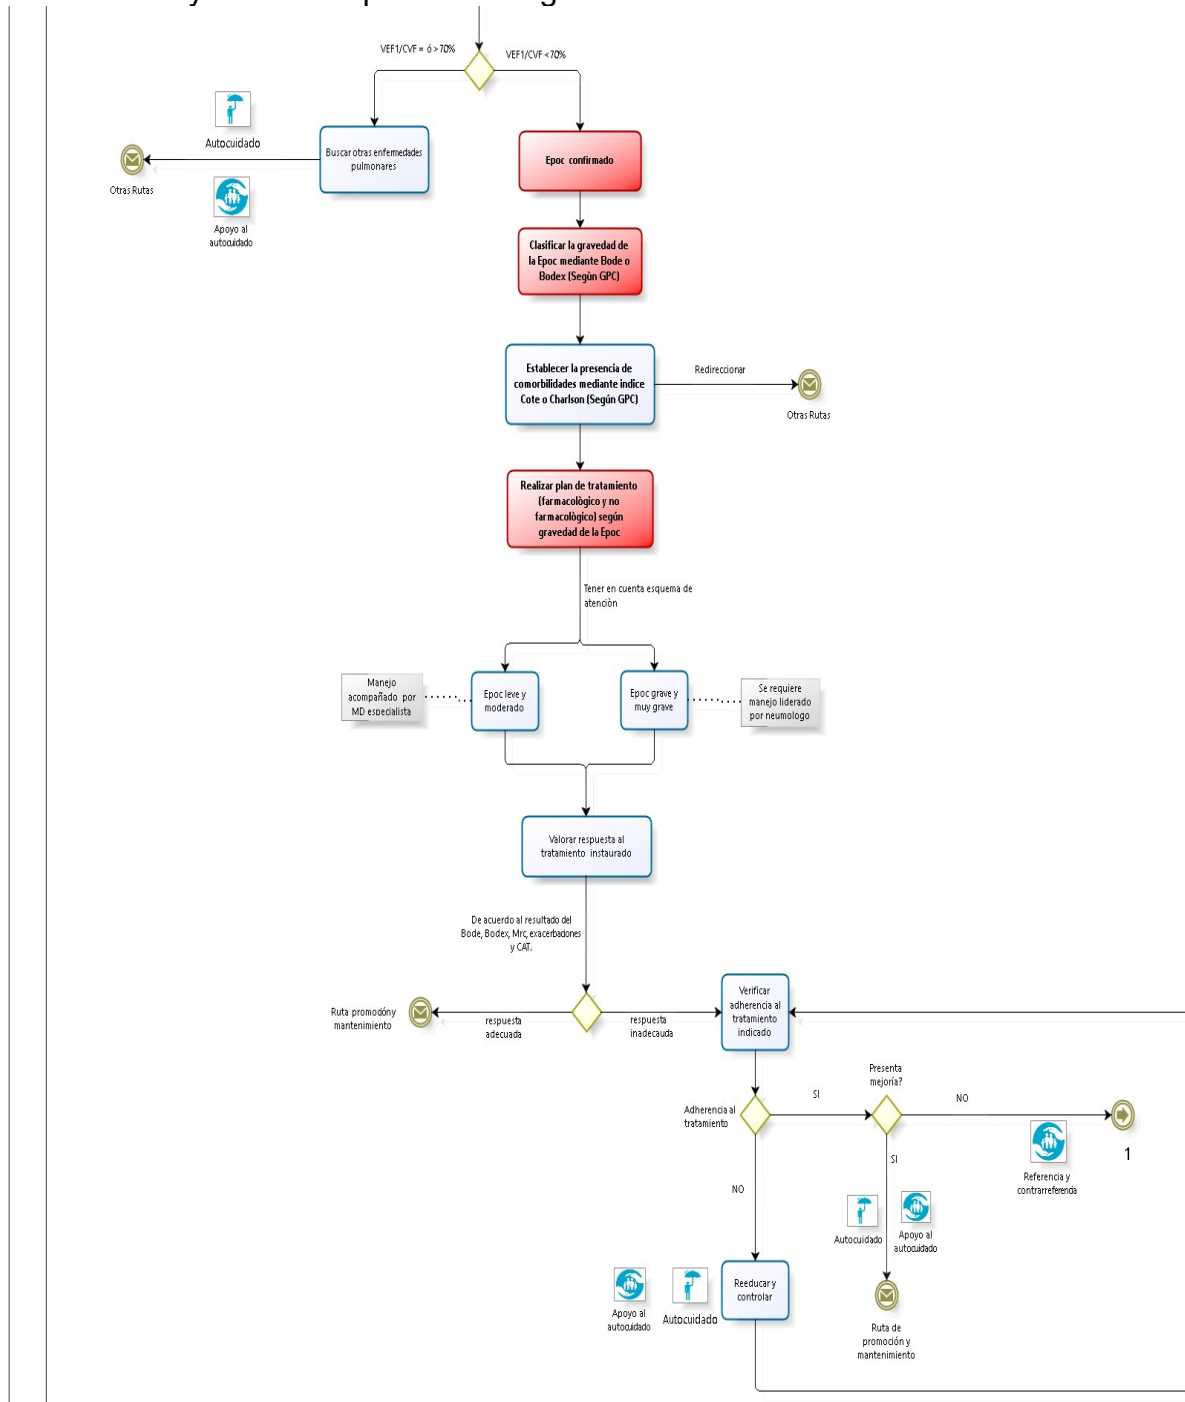 VEF1/CVF = ó > 70%
VEF1/CVF < 70%
Autocuidado
Buscar otras enfermedades
pulmonares
Epoc confirmado
Otras Rutas
Apoyo al
autocuidado
Clasificar la gravedad de
la Epoc mediante Bode o
Bodex (Segùn GPC)
Establecer la presencia de
comorbilidades mediante indice
Cote o Charlson (Según GPC)
Redireccionar
Otras Rutas
Realizar plan de tratamiento
(farmacològico y no
farmacològico) según
gravedad de la Epoc
Tener en cuenta esquema de
atenciòn
Manejo
acompañado por
MD especialista
Epoc leve y
moderado
Epoc grave y
muy grave
Se requiere
manejo liderado
por neumologo
Valorar respuesta al
tratamiento instaurado
De acuerdo al resultado del
Bode, Bodex, Mrc, exacerbaciones
y CAT.
Ruta promoción y
mantenimiento
respuesta
adecuada
respuesta
inadecauda
Verificar
adherencia al
tratamiento
indicado
Adherencia al
tratamiento
SI
Presenta
mejoría?
NO
1
Referencia y
contrarreferencia
NO
SI
Autocuidado
Apoyo al
autocuidado
Reeducar y
controlar
Apoyo al
autocuidado
Autocuidado
Ruta de
promoción y
mantenimiento